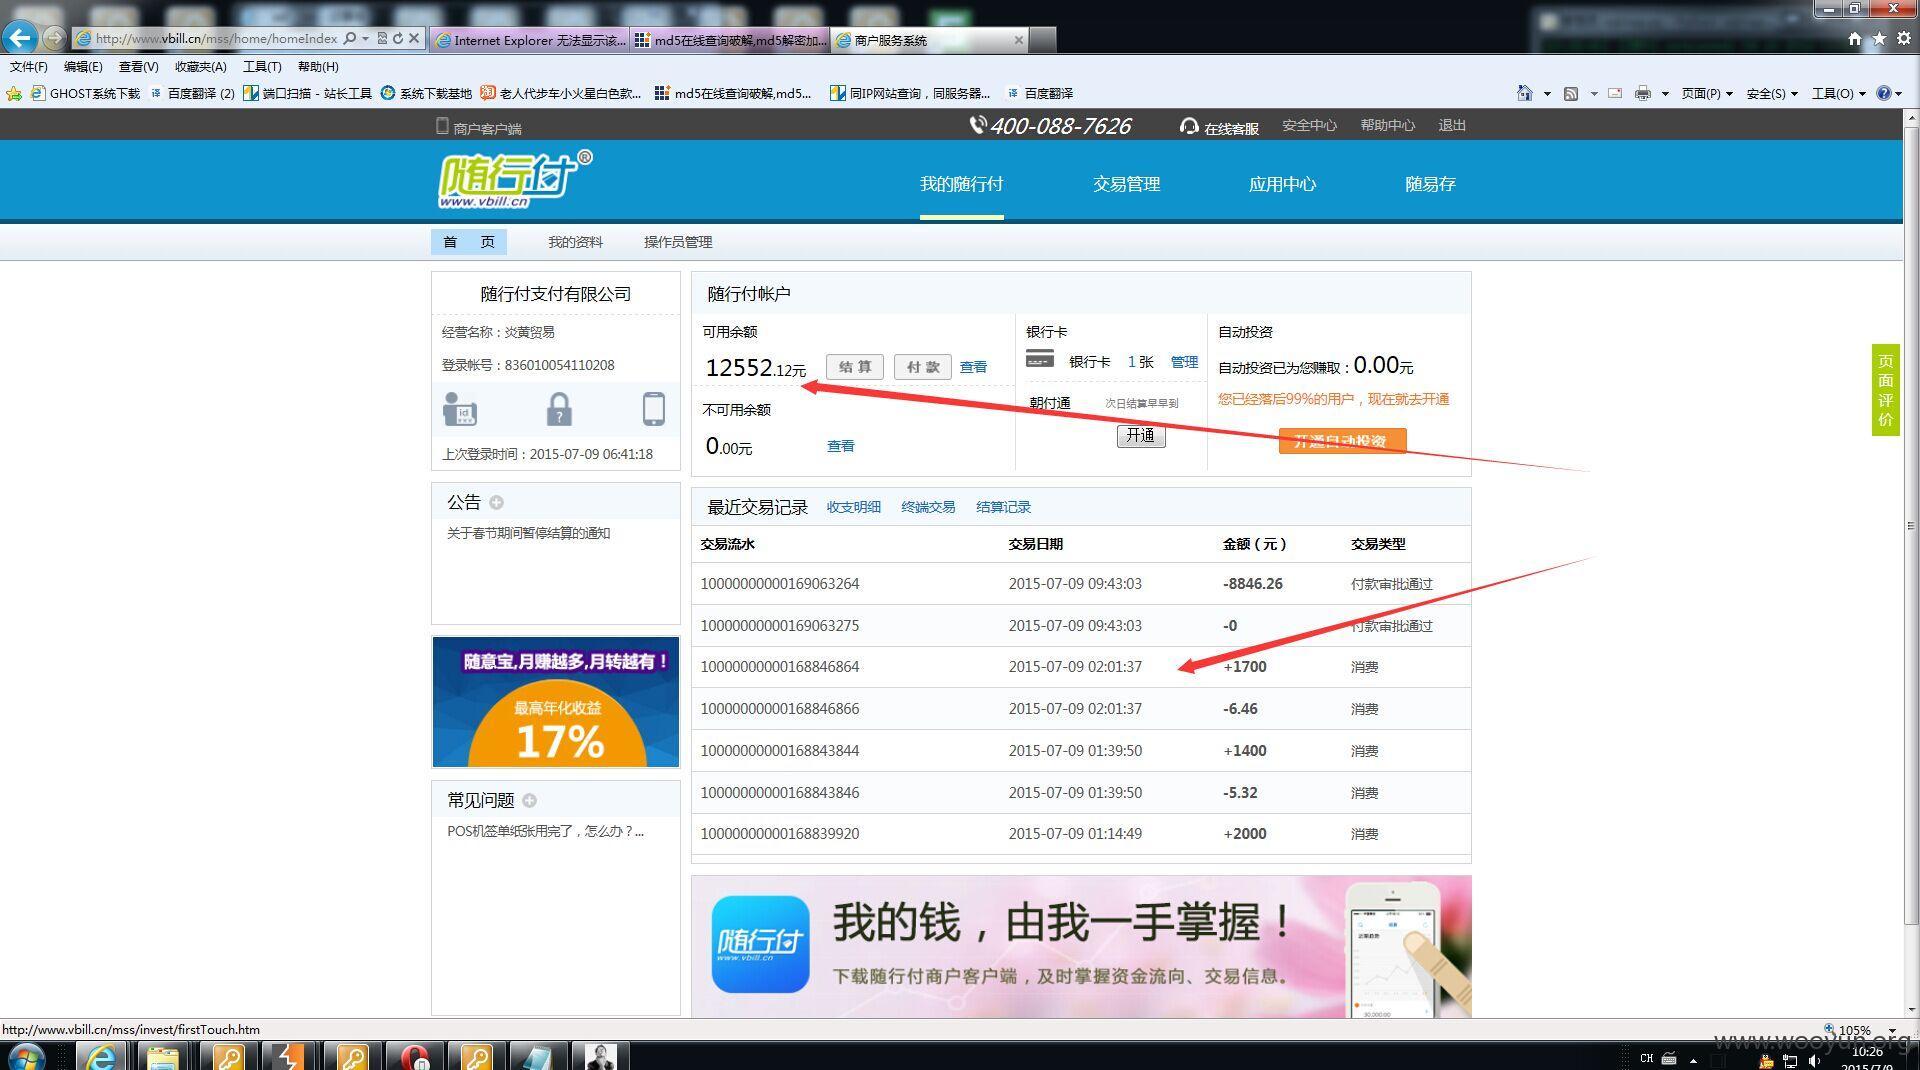 http://www.vbill.cn/mss/home/homeIndex
Internet Explorer 无法显示该...
md5在线查询破解,md5解密加...
商户服务系统
文件(F) 编辑(E) 查看(V) 收藏夹(A) 工具(T) 帮助(H)
GHOST系统下载 百度翻译 (2) 端口扫描 - 站长工具 系统下载基地 老人代步车小火星白色款... md5在线查询破解,md5... 同IP网站查询，同服务器... 百度翻译
页面(P) 安全(S) 工具(O)
商户客户端 400-088-7626 在线客服 安全中心 帮助中心 退出
随行付®
www.vbill.cn
我的随行付 交易管理 应用中心 随易存
首 页 我的资料 操作员管理
随行付支付有限公司
经营名称：炎黄贸易
登录帐号：836010054110208
id
上次登录时间：2015-07-09 06:41:18
公告
关于春节期间暂停结算的通知
随意宝,月赚越多,月转越有！
最高年化收益
17%
常见问题
POS机签单纸张用完了，怎么办？...
随行付帐户
可用余额
12552.12元 结 算 付 款 查看
不可用余额
0.00元 查看
银行卡
银行卡 1 张 管理
朝付通 次日结算早早到
开通
自动投资
自动投资已为您赚取：0.00元
您已经落后99%的用户，现在就去开通
开通自动投资
页面评价
最近交易记录 收支明细 终端交易 结算记录
交易流水 交易日期 金额（元） 交易类型
10000000000169063264 2015-07-09 09:43:03 -8846.26 付款审批通过
10000000000169063275 2015-07-09 09:43:03 -0 付款审批通过
10000000000168846864 2015-07-09 02:01:37 +1700 消费
10000000000168846866 2015-07-09 02:01:37 -6.46 消费
10000000000168843844 2015-07-09 01:39:50 +1400 消费
10000000000168843846 2015-07-09 01:39:50 -5.32 消费
10000000000168839920 2015-07-09 01:14:49 +2000 消费
随行付
www.vbill.cn
我的钱，由我一手掌握！
下载随行付商户客户端，及时掌握资金流向、交易信息。
30,000.00
http://www.vbill.cn/mss/invest/firstTouch.htm
105%
www.wooyun.org
CH
10:26
2015/7/9